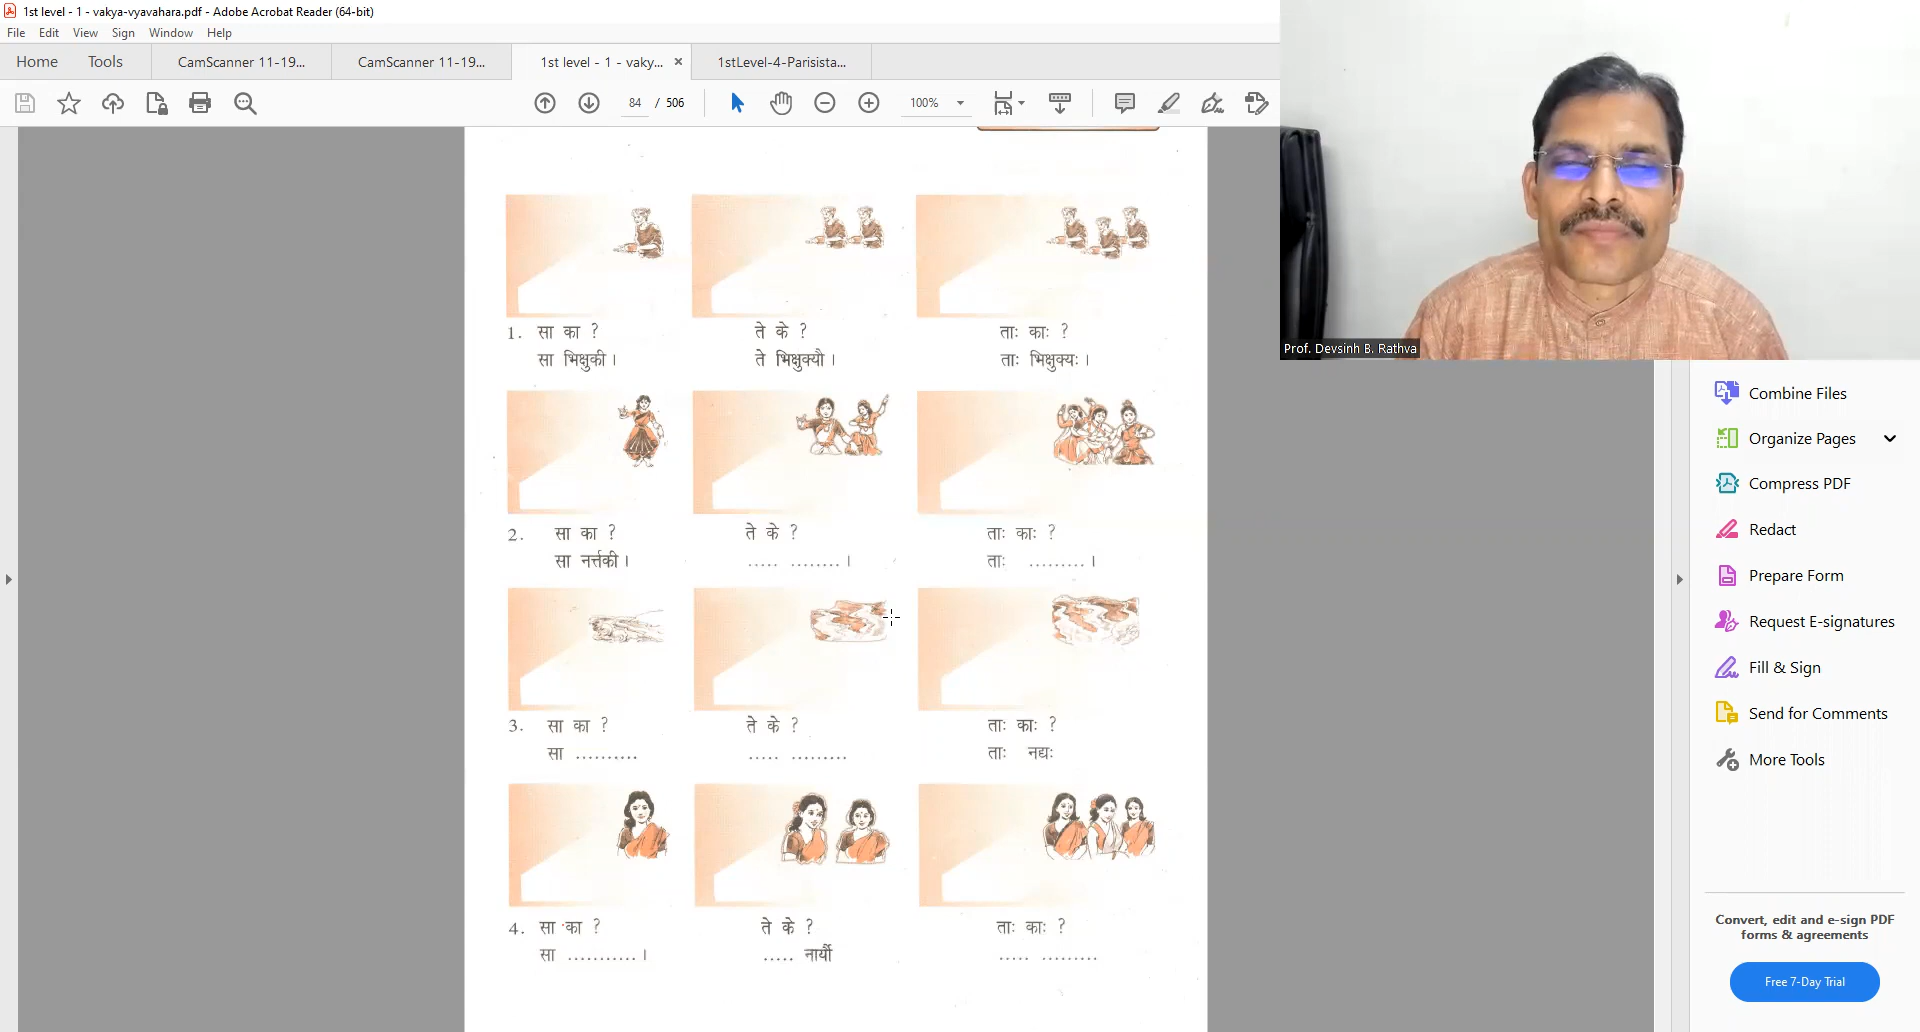 1st level - 1 - vakya-vyavahara.pdf - Adobe Acrobat Reader (64-bit)
File Edit View Sign Window Help
Home Tools CamScanner 11-19... CamScanner 11-19... 1st level - 1 - vaky... 1stLevel-4-Parisista...
84 / 506 100%
1. सा का ? ते के ? ताः काः ?
सा भिक्षुकी । ते भिक्षुक्यौ । ताः भिक्षुक्यः ।
2. सा का ? ते के ? ताः काः ?
सा नर्त्तकी । ..... ........ । ताः ......... ।
3. सा का ? ते के ? ताः काः ?
सा .......... ..... ......... ताः नद्यः
4. सा का ? ते के ? ताः काः ?
सा ........... । ..... नार्यौ ..... .........
Prof. Devsinh B. Rathva
Combine Files
Organize Pages
Compress PDF
Redact
Prepare Form
Request E-signatures
Fill & Sign
Send for Comments
More Tools
Convert, edit and e-sign PDF
forms & agreements
Free 7-Day Trial